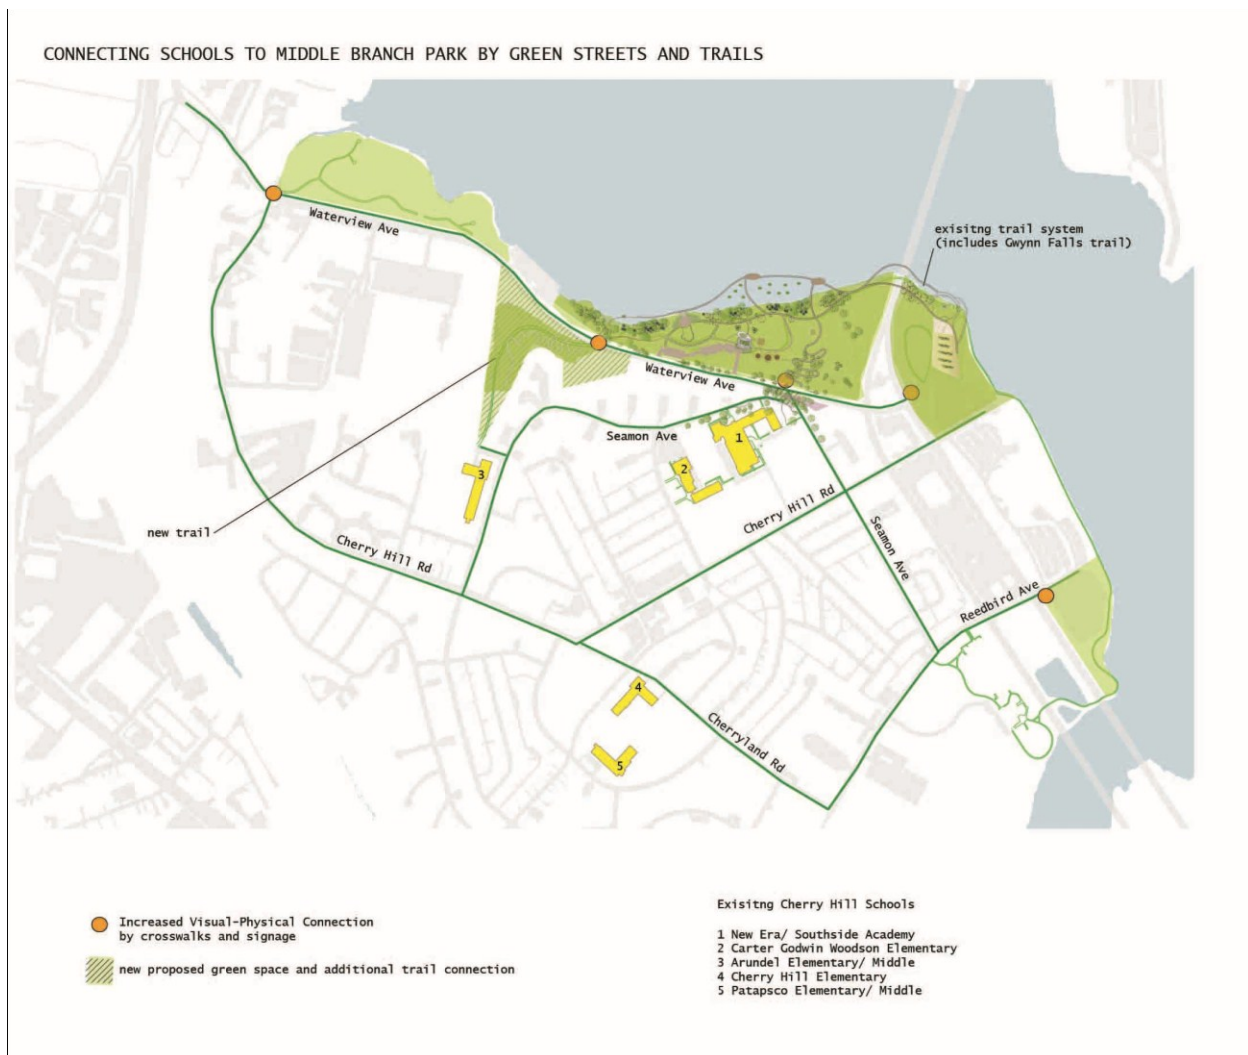 CONNECTING SCHOOLS TO MIDDLE BRANCH PARK BY GREEN STREETS AND TRAILS
Waterview Ave
exisitng trail system
(includes Gwynn Falls trail)
Waterview Ave
Seamon Ave
1
2
3
Cherry Hill Rd
Seamon Ave
new trail
Cherry Hill Rd
Reedbird Ave
4
Cherryland Rd
5
Increased Visual-Physical Connection
by crosswalks and signage
new proposed green space and additional trail connection
Exisitng Cherry Hill Schools
1 New Era/ Southside Academy
2 Carter Godwin Woodson Elementary
3 Arundel Elementary/ Middle
4 Cherry Hill Elementary
5 Patapsco Elementary/ Middle